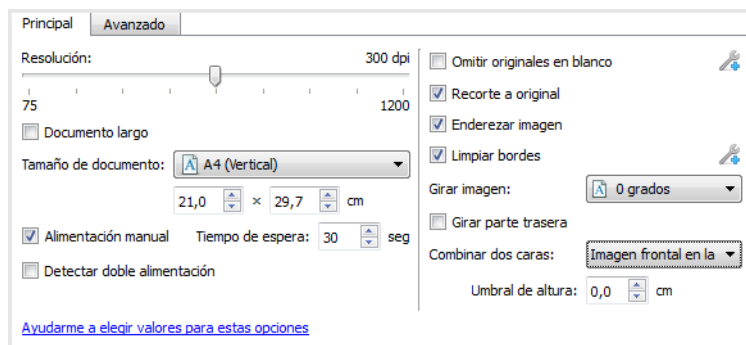 Principal Avanzado
Resolución: 300 dpi
75 1200
Documento largo
Tamaño de documento: A4 (Vertical)
21,0 × 29,7 cm
Alimentación manual Tiempo de espera: 30 seg
Detectar doble alimentación
Ayudarme a elegir valores para estas opciones
Omitir originales en blanco
Recorte a original
Enderezar imagen
Limpiar bordes
Girar imagen: 0 grados
Girar parte trasera
Combinar dos caras: Imagen frontal en la
Umbral de altura: 0,0 cm